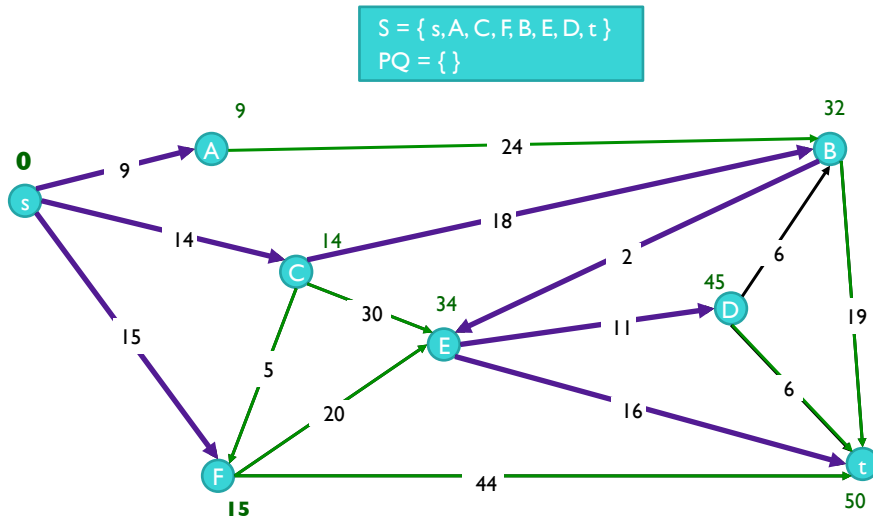 S = { s, A, C, F, B, E, D, t }
PQ = { }
9
32
0
A
24
B
9
s
14
14
18
C
2
6
45
34
30
D
15
E
11
19
5
6
20
16
F
44
t
15
50